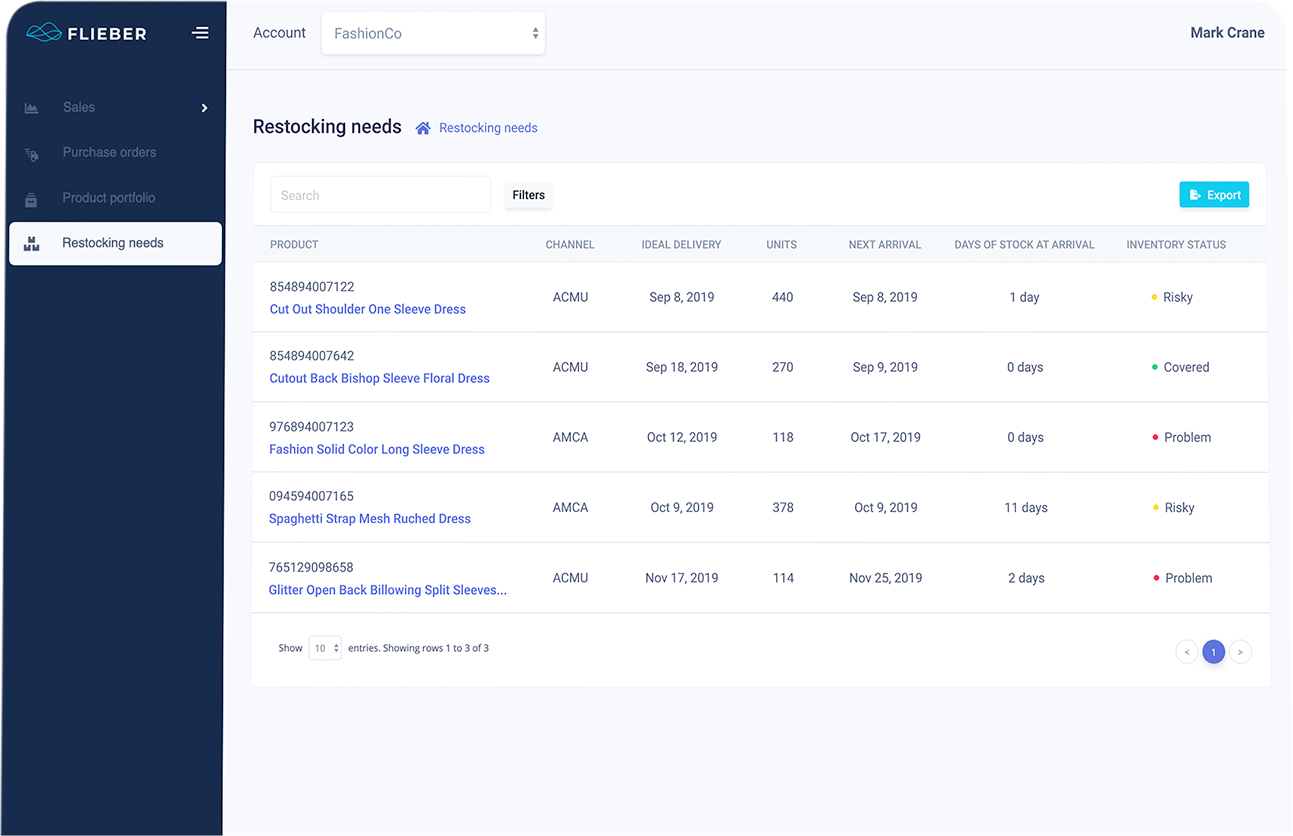 FLIEBER
Account FashionCo Mark Crane
Sales
Purchase orders
Product portfolio
Restocking needs
Restocking needs Restocking needs
Search Filters Export
PRODUCT CHANNEL IDEAL DELIVERY UNITS NEXT ARRIVAL DAYS OF STOCK AT ARRIVAL INVENTORY STATUS
854894007122
Cut Out Shoulder One Sleeve Dress ACMU Sep 8, 2019 440 Sep 8, 2019 1 day Risky
854894007642
Cutout Back Bishop Sleeve Floral Dress ACMU Sep 18, 2019 270 Sep 9, 2019 0 days Covered
976894007123
Fashion Solid Color Long Sleeve Dress AMCA Oct 12, 2019 118 Oct 17, 2019 0 days Problem
094594007165
Spaghetti Strap Mesh Ruched Dress AMCA Oct 9, 2019 378 Oct 9, 2019 11 days Risky
765129098658
Glitter Open Back Billowing Split Sleeves... ACMU Nov 17, 2019 114 Nov 25, 2019 2 days Problem
Show 10 entries. Showing rows 1 to 3 of 3 < 1 >